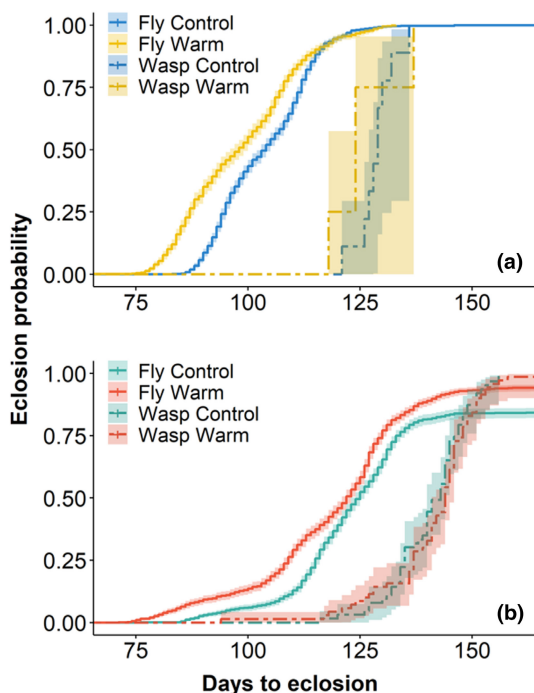 Fly Control
Fly Warm
Wasp Control
Wasp Warm
1.00
0.75
0.50
0.25
0.00
75
100
125
150
(a)
Eclosion probability
Fly Control
Fly Warm
Wasp Control
Wasp Warm
1.00
0.75
0.50
0.25
0.00
75
100
125
150
(b)
Days to eclosion